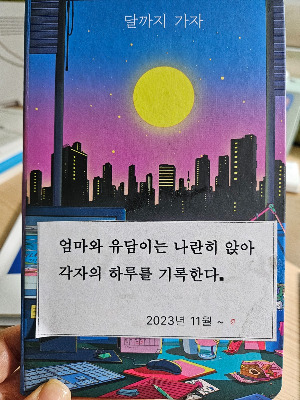 달까지 가자
엄마와 유담이는 나란히 앉아
각자의 하루를 기록한다.
2023년 11월 ~